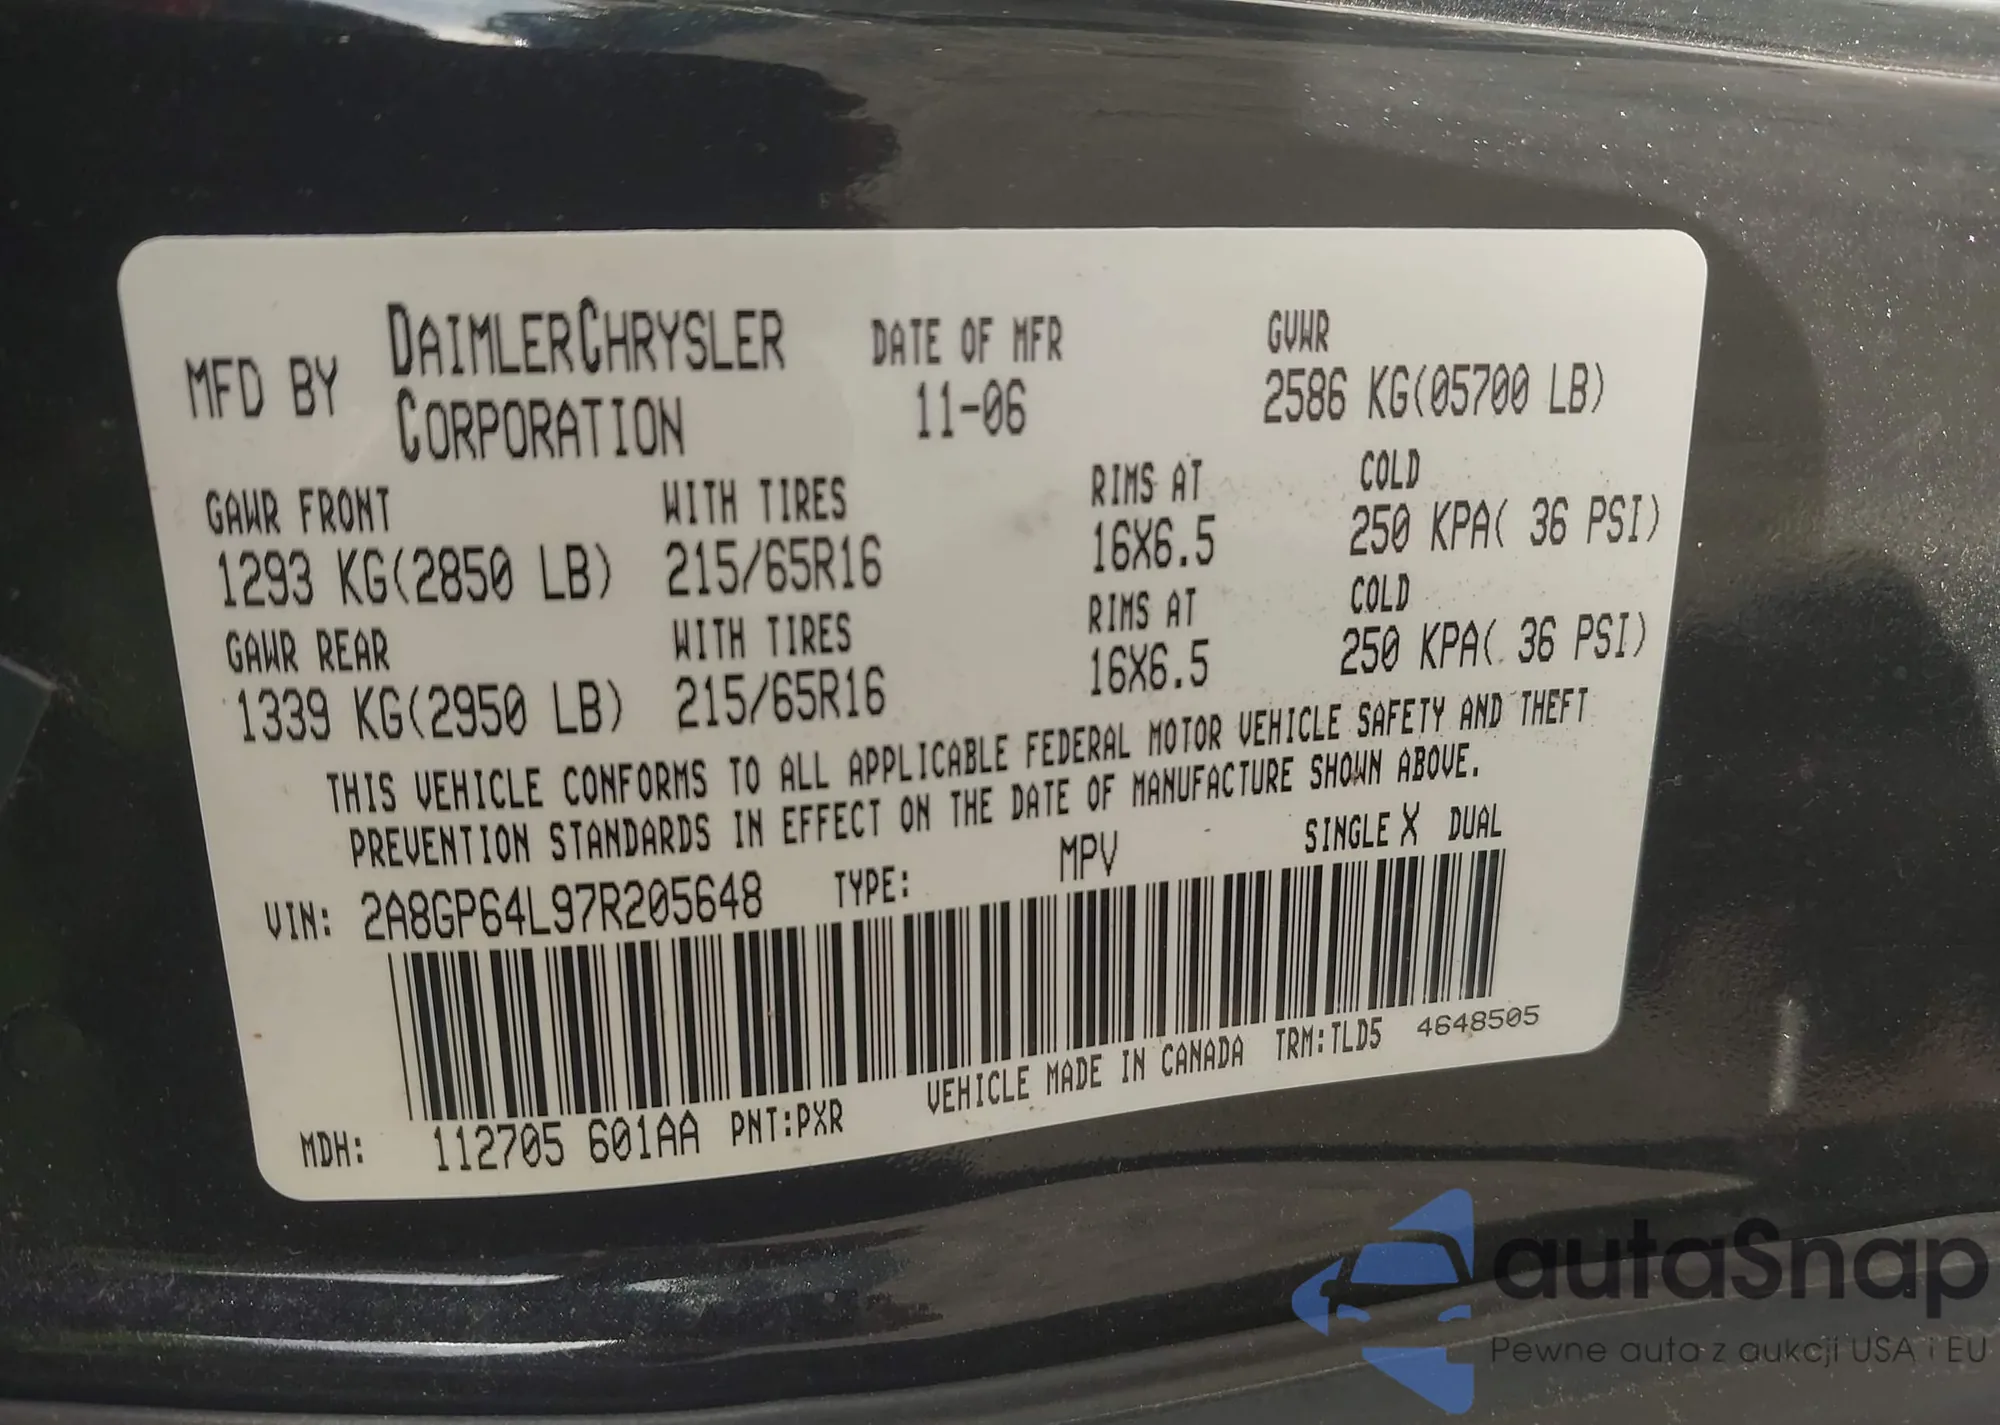 MFD BY DAIMLERCHRYSLER CORPORATION DATE OF MFR 11-06 GVWR 2586 KG(05700 LB)
GAWR FRONT WITH TIRES RIMS AT COLD
1293 KG(2850 LB) 215/65R16 16X6.5 250 KPA( 36 PSI)
GAWR REAR WITH TIRES RIMS AT COLD
1339 KG(2950 LB) 215/65R16 16X6.5 250 KPA( 36 PSI)
THIS VEHICLE CONFORMS TO ALL APPLICABLE FEDERAL MOTOR VEHICLE SAFETY AND THEFT
PREVENTION STANDARDS IN EFFECT ON THE DATE OF MANUFACTURE SHOWN ABOVE.
VIN: 2A8GP64L97R205648 TYPE: MPV SINGLE X DUAL
MDH: 112705 601AA PNT:PXR VEHICLE MADE IN CANADA TRM:TLD5 4648505
autaSnap
Pewne auta z aukcji USA i EU